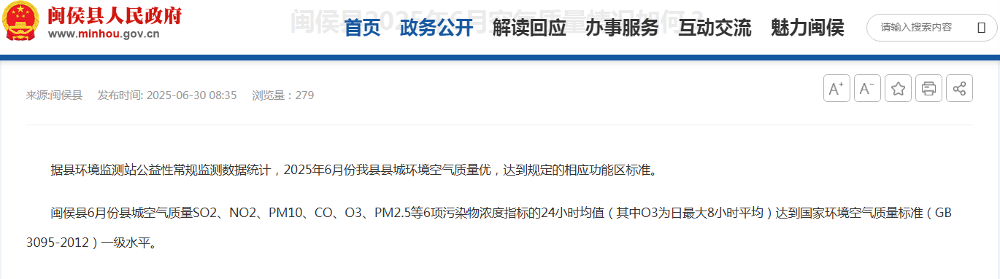 闽侯县人民政府
www.minhou.gov.cn
闽侯县2025年6月空气质量情况如何？
首页 政务公开 解读回应 办事服务 互动交流 魅力闽侯
请输入搜索内容
来源:闽侯县 发布时间: 2025-06-30 08:35 浏览量：279
A+ A-
据县环境监测站公益性常规监测数据统计，2025年6月份我县县城环境空气质量优，达到规定的相应功能区标准。
闽侯县6月份县城空气质量SO2、NO2、PM10、CO、O3、PM2.5等6项污染物浓度指标的24小时均值（其中O3为日最大8小时平均）达到国家环境空气质量标准（GB
3095-2012）一级水平。